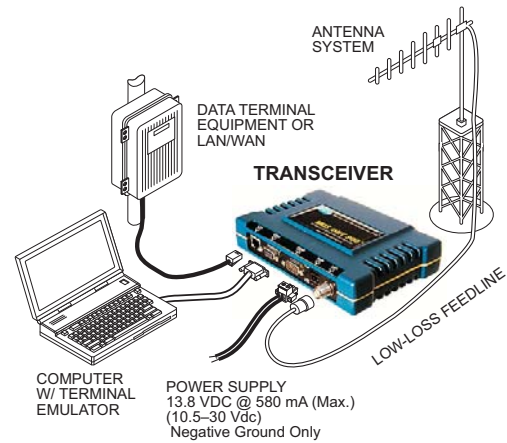 ANTENNA
SYSTEM
DATA TERMINAL
EQUIPMENT OR
LAN/WAN
TRANSCEIVER
LOW-LOSS FEEDLINE
COMPUTER
W/ TERMINAL
EMULATOR
POWER SUPPLY
13.8 VDC @ 580 mA (Max.)
(10.5–30 Vdc)
Negative Ground Only